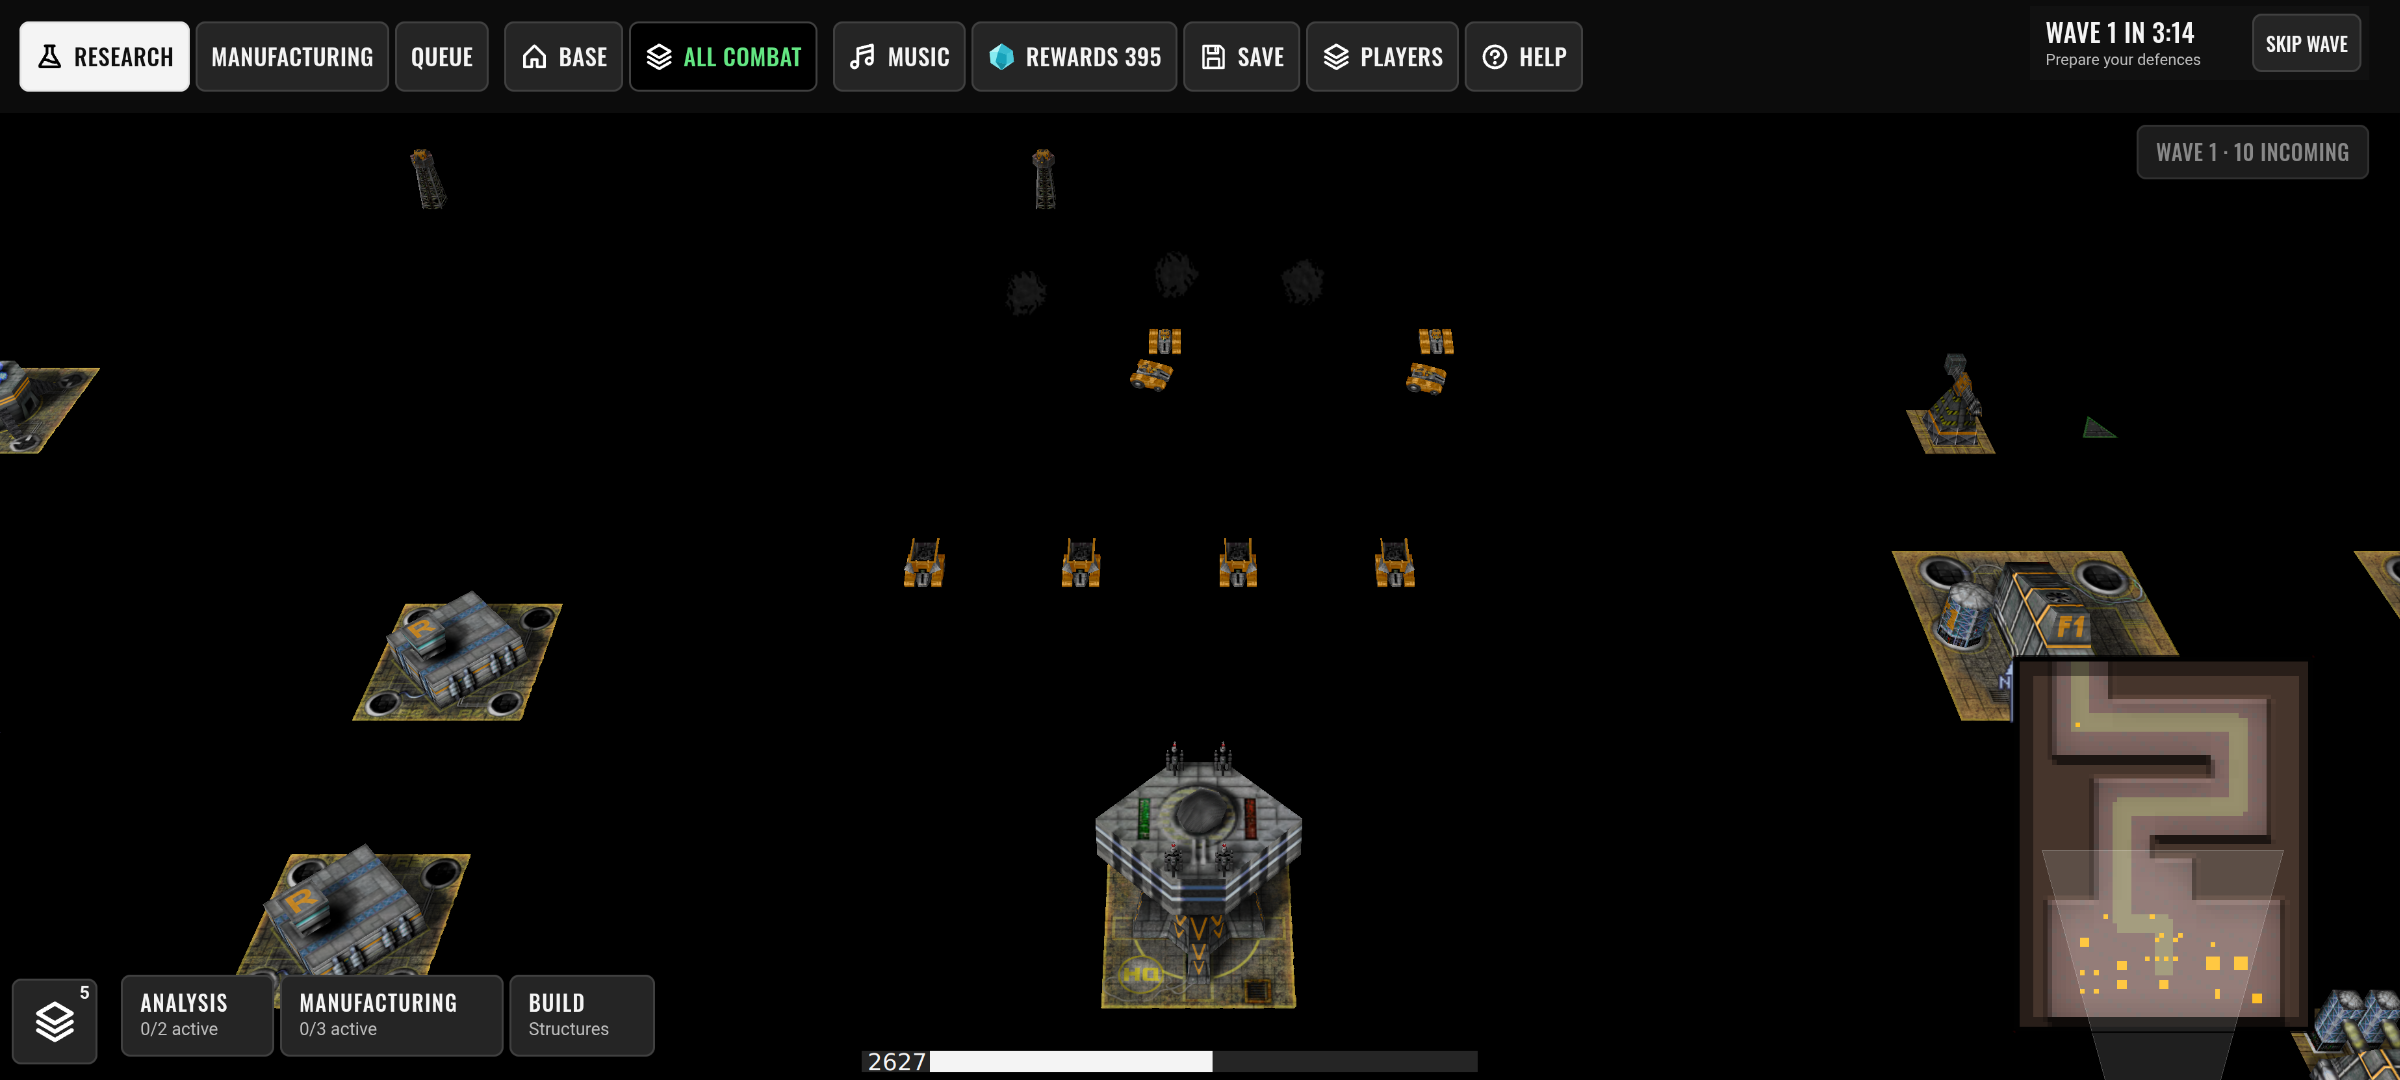 RESEARCH
MANUFACTURING
QUEUE
BASE
ALL COMBAT
MUSIC
REWARDS 395
SAVE
PLAYERS
HELP
WAVE 1 IN 3:14
Prepare your defences
SKIP WAVE
WAVE 1 · 10 INCOMING
R
F1
N
R
HQ
5
ANALYSIS
0/2 active
MANUFACTURING
0/3 active
BUILD
Structures
2627